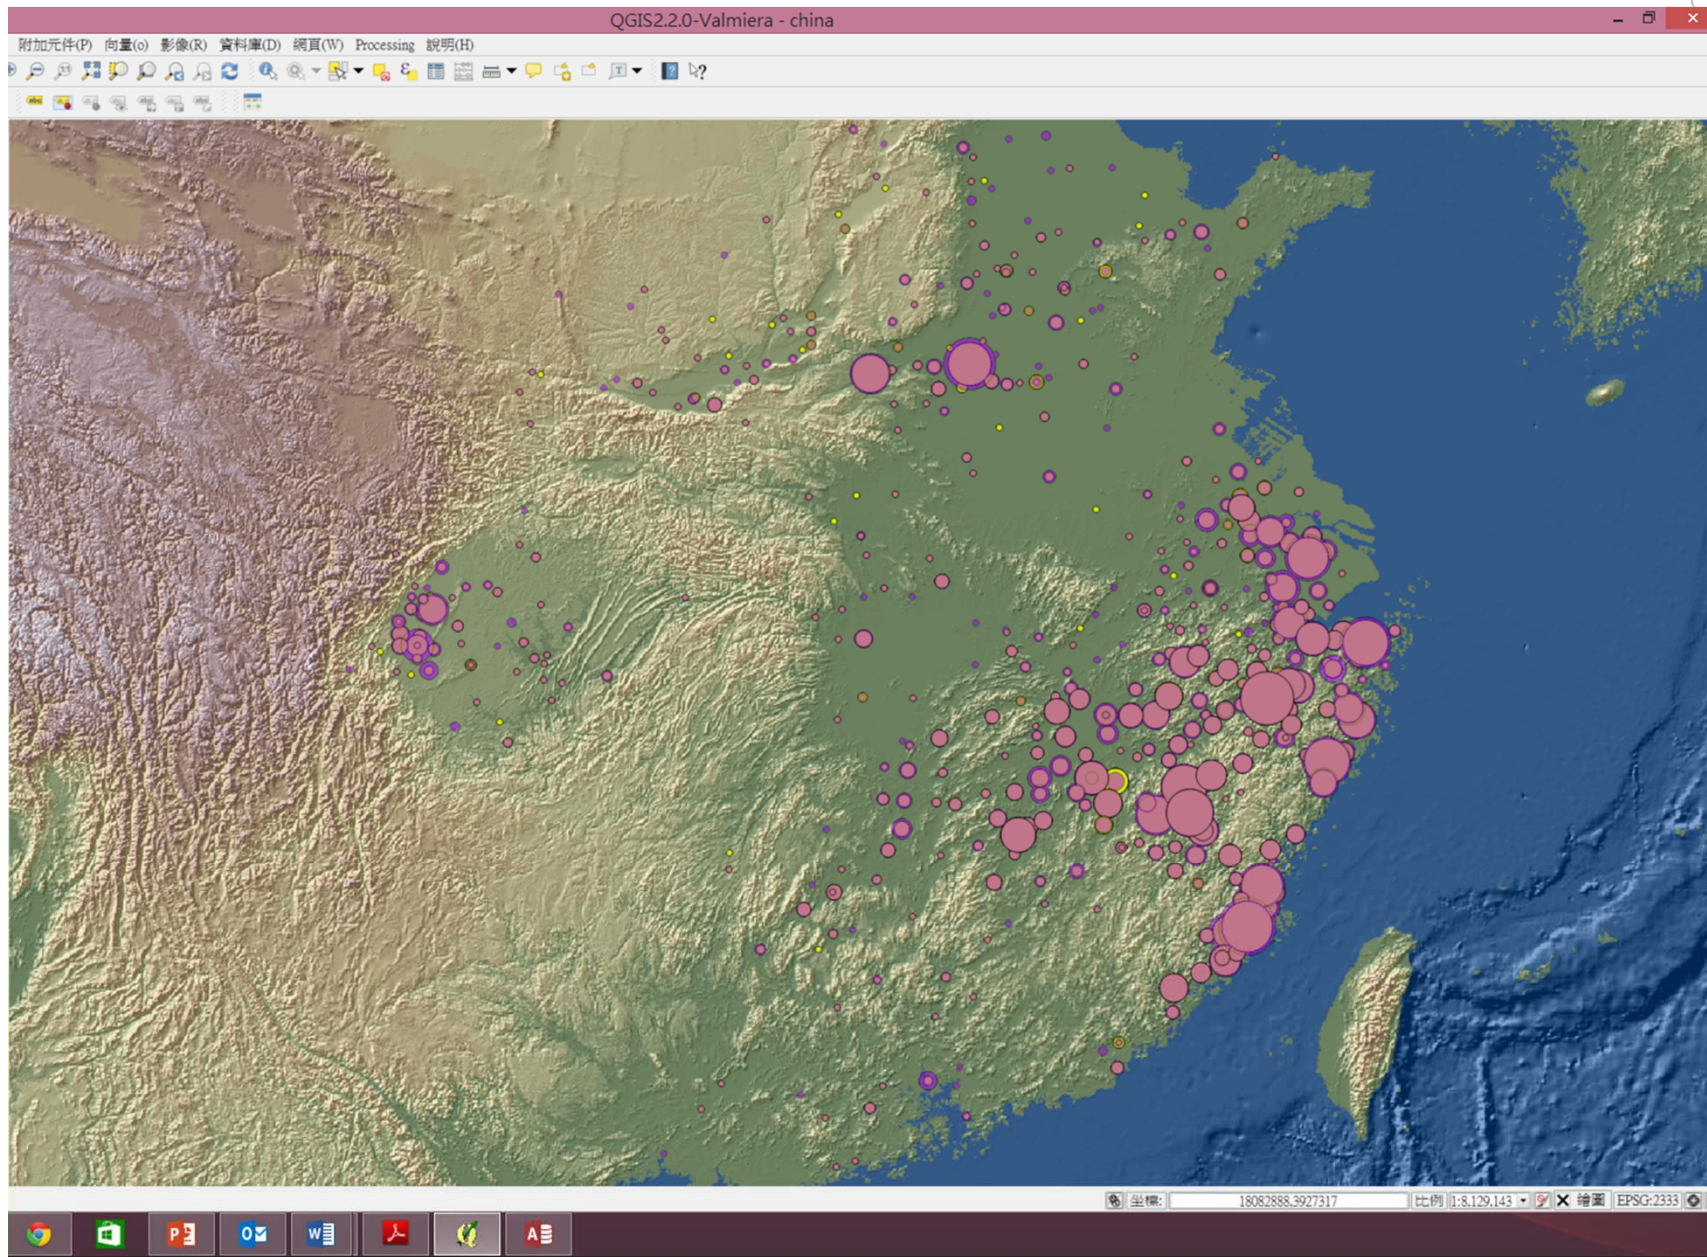 QGIS2.2.0-Valmiera - china
附加元件(P) 向量(o) 影像(R) 資料庫(D) 網頁(W) Processing 說明(H)
坐標: 18082888.3927317 比例 1:8,129,143 繪圖 EPSG:2333